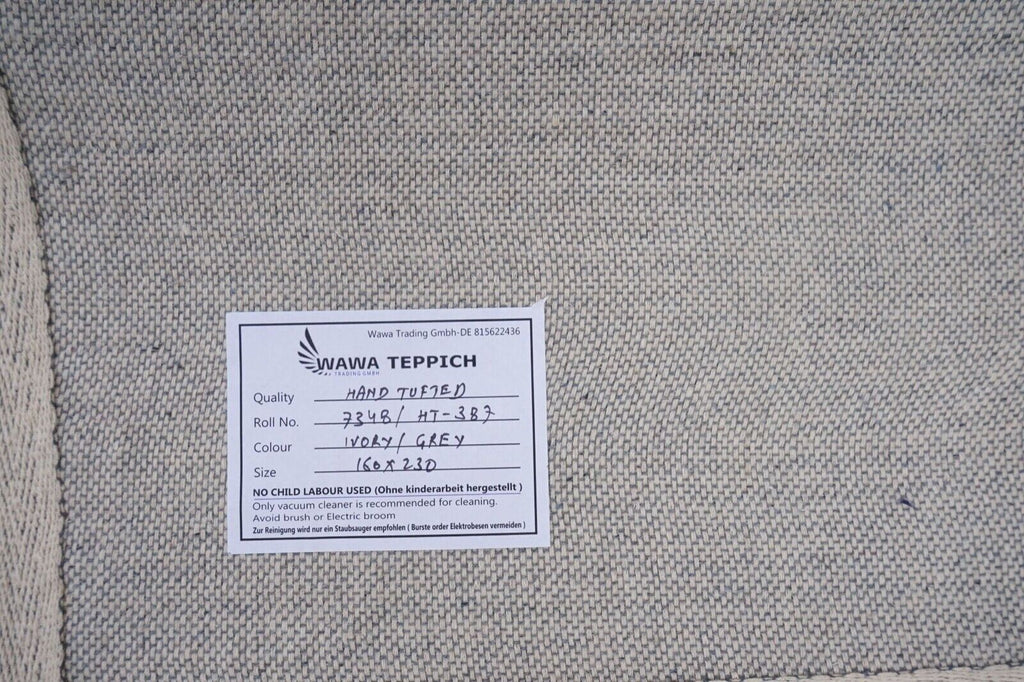 Wawa Trading Gmbh-DE 815622436
WAWA TEPPICH
TRADING GMBH
Quality HAND TUFTED
Roll No. 7348/ HT-387
Colour IVORY/ GREY
Size 160x230
NO CHILD LABOUR USED (Ohne kinderarbeit hergestellt )
Only vacuum cleaner is recommended for cleaning.
Avoid brush or Electric broom
Zur Reinigung wird nur ein Staubsauger empfohlen ( Burste order Elektrobesen vermeiden )